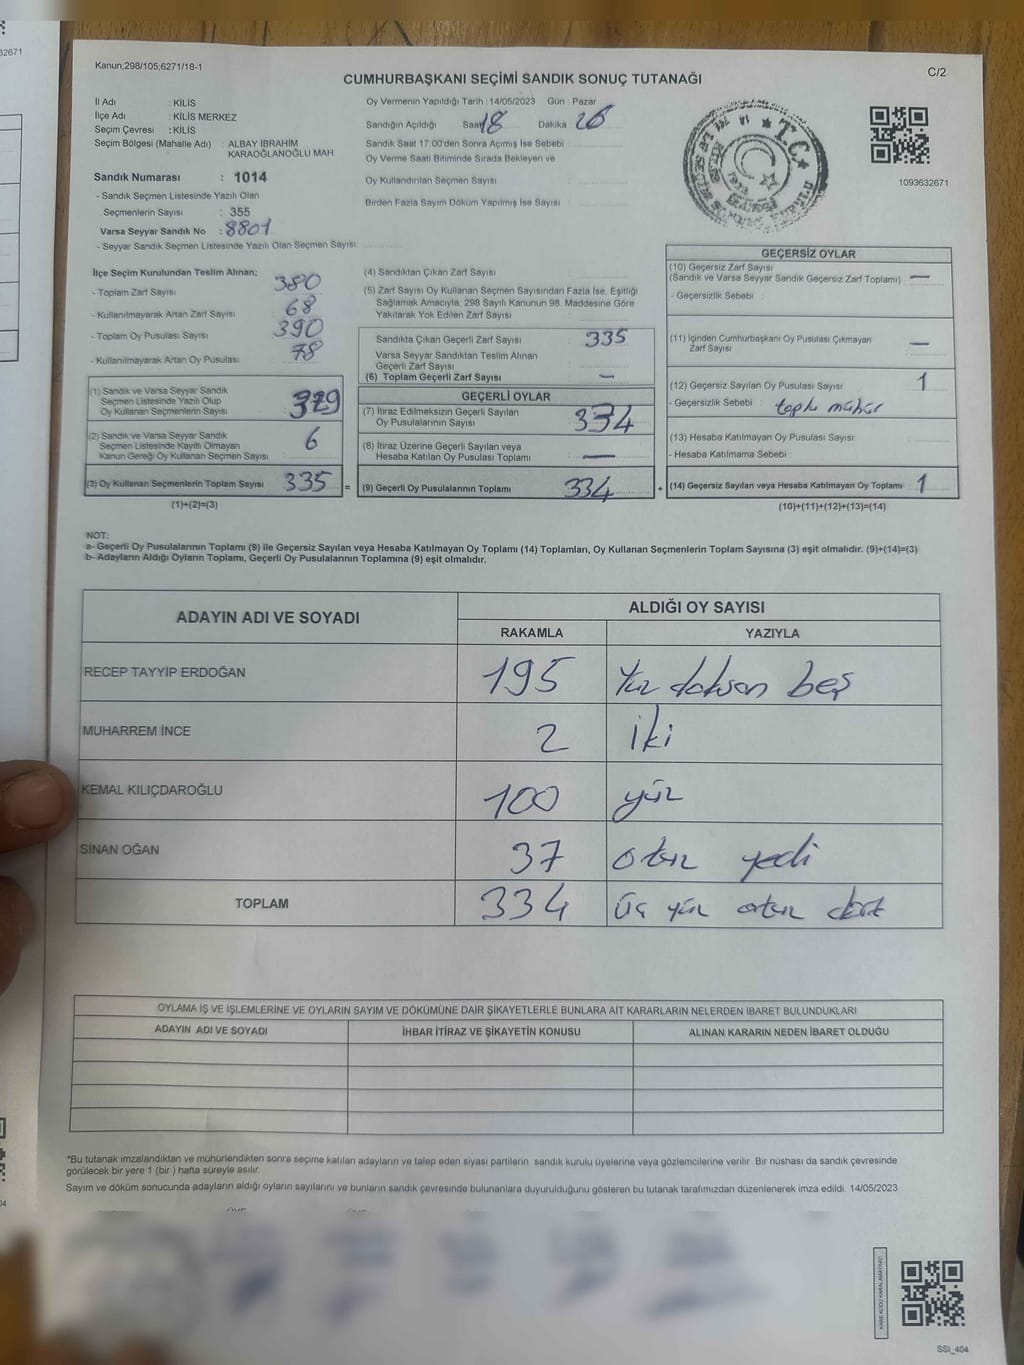 32671
Kanun;298/105;6271/18-1
C/2
CUMHURBAŞKANI SEÇİMİ SANDIK SONUÇ TUTANAĞI
İl Adı : KİLİS
İlçe Adı : KİLİS MERKEZ
Seçim Çevresi : KİLİS
Seçim Bölgesi (Mahalle Adı) : ALBAY İBRAHİM
KARAOĞLANOĞLU MAH.
Sandık Numarası : 1014
- Sandık Seçmen Listesinde Yazılı Olan
Seçmenlerin Sayısı : 355
Varsa Seyyar Sandık No : 8801
- Seyyar Sandık Seçmen Listesinde Yazılı Olan Seçmen Sayısı
Oy Vermenin Yapıldığı Tarih : 14/05/2023 Gün : Pazar
Sandığın Açıldığı Saat 18 Dakika 26
Sandık Saat 17:00'den Sonra Açımış İse Sebebi
Oy Verme Saati Bitiminde Sırada Bekleyen ve
Oy Kullandırılan Seçmen Sayısı
Birden Fazla Sayım Döküm Yapılmış İse Sayısı
T.C.
1093632671
İlçe Seçim Kurulundan Teslim Alınan;
- Toplam Zarf Sayısı 380
- Kullanılmayarak Artan Zarf Sayısı 68
- Toplam Oy Pusulası Sayısı 390
- Kullanılmayarak Artan Oy Pusulası 78
(1) Sandık ve Varsa Seyyar Sandık
Seçmen Listesinde Yazılı Olup
Oy Kullanan Seçmenlerin Sayısı 329
(2) Sandık ve Varsa Seyyar Sandık
Seçmen Listesinde Kayıtlı Olmayan
Kanun Gereği Oy Kullanan Seçmen Sayısı 6
(3) Oy Kullanan Seçmenlerin Toplam Sayısı 335 =
(1)+(2)=(3)
(4) Sandıktan Çıkan Zarf Sayısı
(5) Zarf Sayısı Oy Kullanan Seçmen Sayısından Fazla İse, Eşitliği
Sağlamak Amacıyla, 298 Sayılı Kanunun 98. Maddesine Göre
Yakılarak Yok Edilen Zarf Sayısı
Sandıkta Çıkan Geçerli Zarf Sayısı 335
Varsa Seyyar Sandıktan Teslim Alınan
Geçerli Zarf Sayısı
(6) Toplam Geçerli Zarf Sayısı —
GEÇERLİ OYLAR
(7) İtiraz Edilmeksizin Geçerli Sayılan
Oy Pusulalarının Sayısı 334
(8) İtiraz Üzerine Geçerli Sayılan veya
Hesaba Katılan Oy Pusulası Toplamı —
(9) Geçerli Oy Pusulalarının Toplamı 334 +
GEÇERSİZ OYLAR
(10) Geçersiz Zarf Sayısı
(Sandık ve Varsa Seyyar Sandık Geçersiz Zarf Toplamı) —
- Geçersizlik Sebebi :
(11) İçinden Cumhurbaşkanı Oy Pusulası Çıkmayan
Zarf Sayısı —
(12) Geçersiz Sayılan Oy Pusulası Sayısı 1
- Geçersizlik Sebebi : toplu mühür
(13) Hesaba Katılmayan Oy Pusulası Sayısı
- Hesaba Katılmama Sebebi
(14) Geçersiz Sayılan veya Hesaba Katılmayan Oy Toplamı 1
(10)+(11)+(12)+(13)=(14)
NOT:
a- Geçerli Oy Pusulalarının Toplamı (9) ile Geçersiz Sayılan veya Hesaba Katılmayan Oy Toplamı (14) Toplamları, Oy Kullanan Seçmenlerin Toplam Sayısına (3) eşit olmalıdır. (9)+(14)=(3)
b- Adayların Aldığı Oyların Toplamı, Geçerli Oy Pusulalarının Toplamına (9) eşit olmalıdır.
ADAYIN ADI VE SOYADI ALDIĞI OY SAYISI
RAKAMLA YAZIYLA
RECEP TAYYİP ERDOĞAN 195 Yüz doksan beş
MUHARREM İNCE 2 iki
KEMAL KILIÇDAROĞLU 100 yüz
SİNAN OĞAN 37 otuz yedi
TOPLAM 334 üç yüz otuz dört
OYLAMA İŞ VE İŞLEMLERİNE VE OYLARIN SAYIM VE DÖKÜMÜNE DAİR ŞİKAYETLERLE BUNLARA AİT KARARLARIN NELERDEN İBARET BULUNDUKLARI
ADAYIN ADI VE SOYADI İHBAR İTİRAZ VE ŞİKAYETİN KONUSU ALINAN KARARIN NEDEN İBARET OLDUĞU
*Bu tutanak imzalandıktan ve mühürlendikten sonra seçime katılan adayların ve talep eden siyasi partilerin sandık kurulu üyelerine veya gözlemcilerine verilir. Bir nüshası da sandık çevresinde
görülecek bir yere 1 (bir ) hafta süreyle asılır.
Sayım ve döküm sonucunda adayların aldığı oyların sayılarını ve bunların sandık çevresinde bulunanlara duyurulduğunu gösteren bu tutanak tarafımızdan düzenlenerek imza edildi. 14/05/2023
KARE KODU KARALAMAYINIZ!
SSİ_404